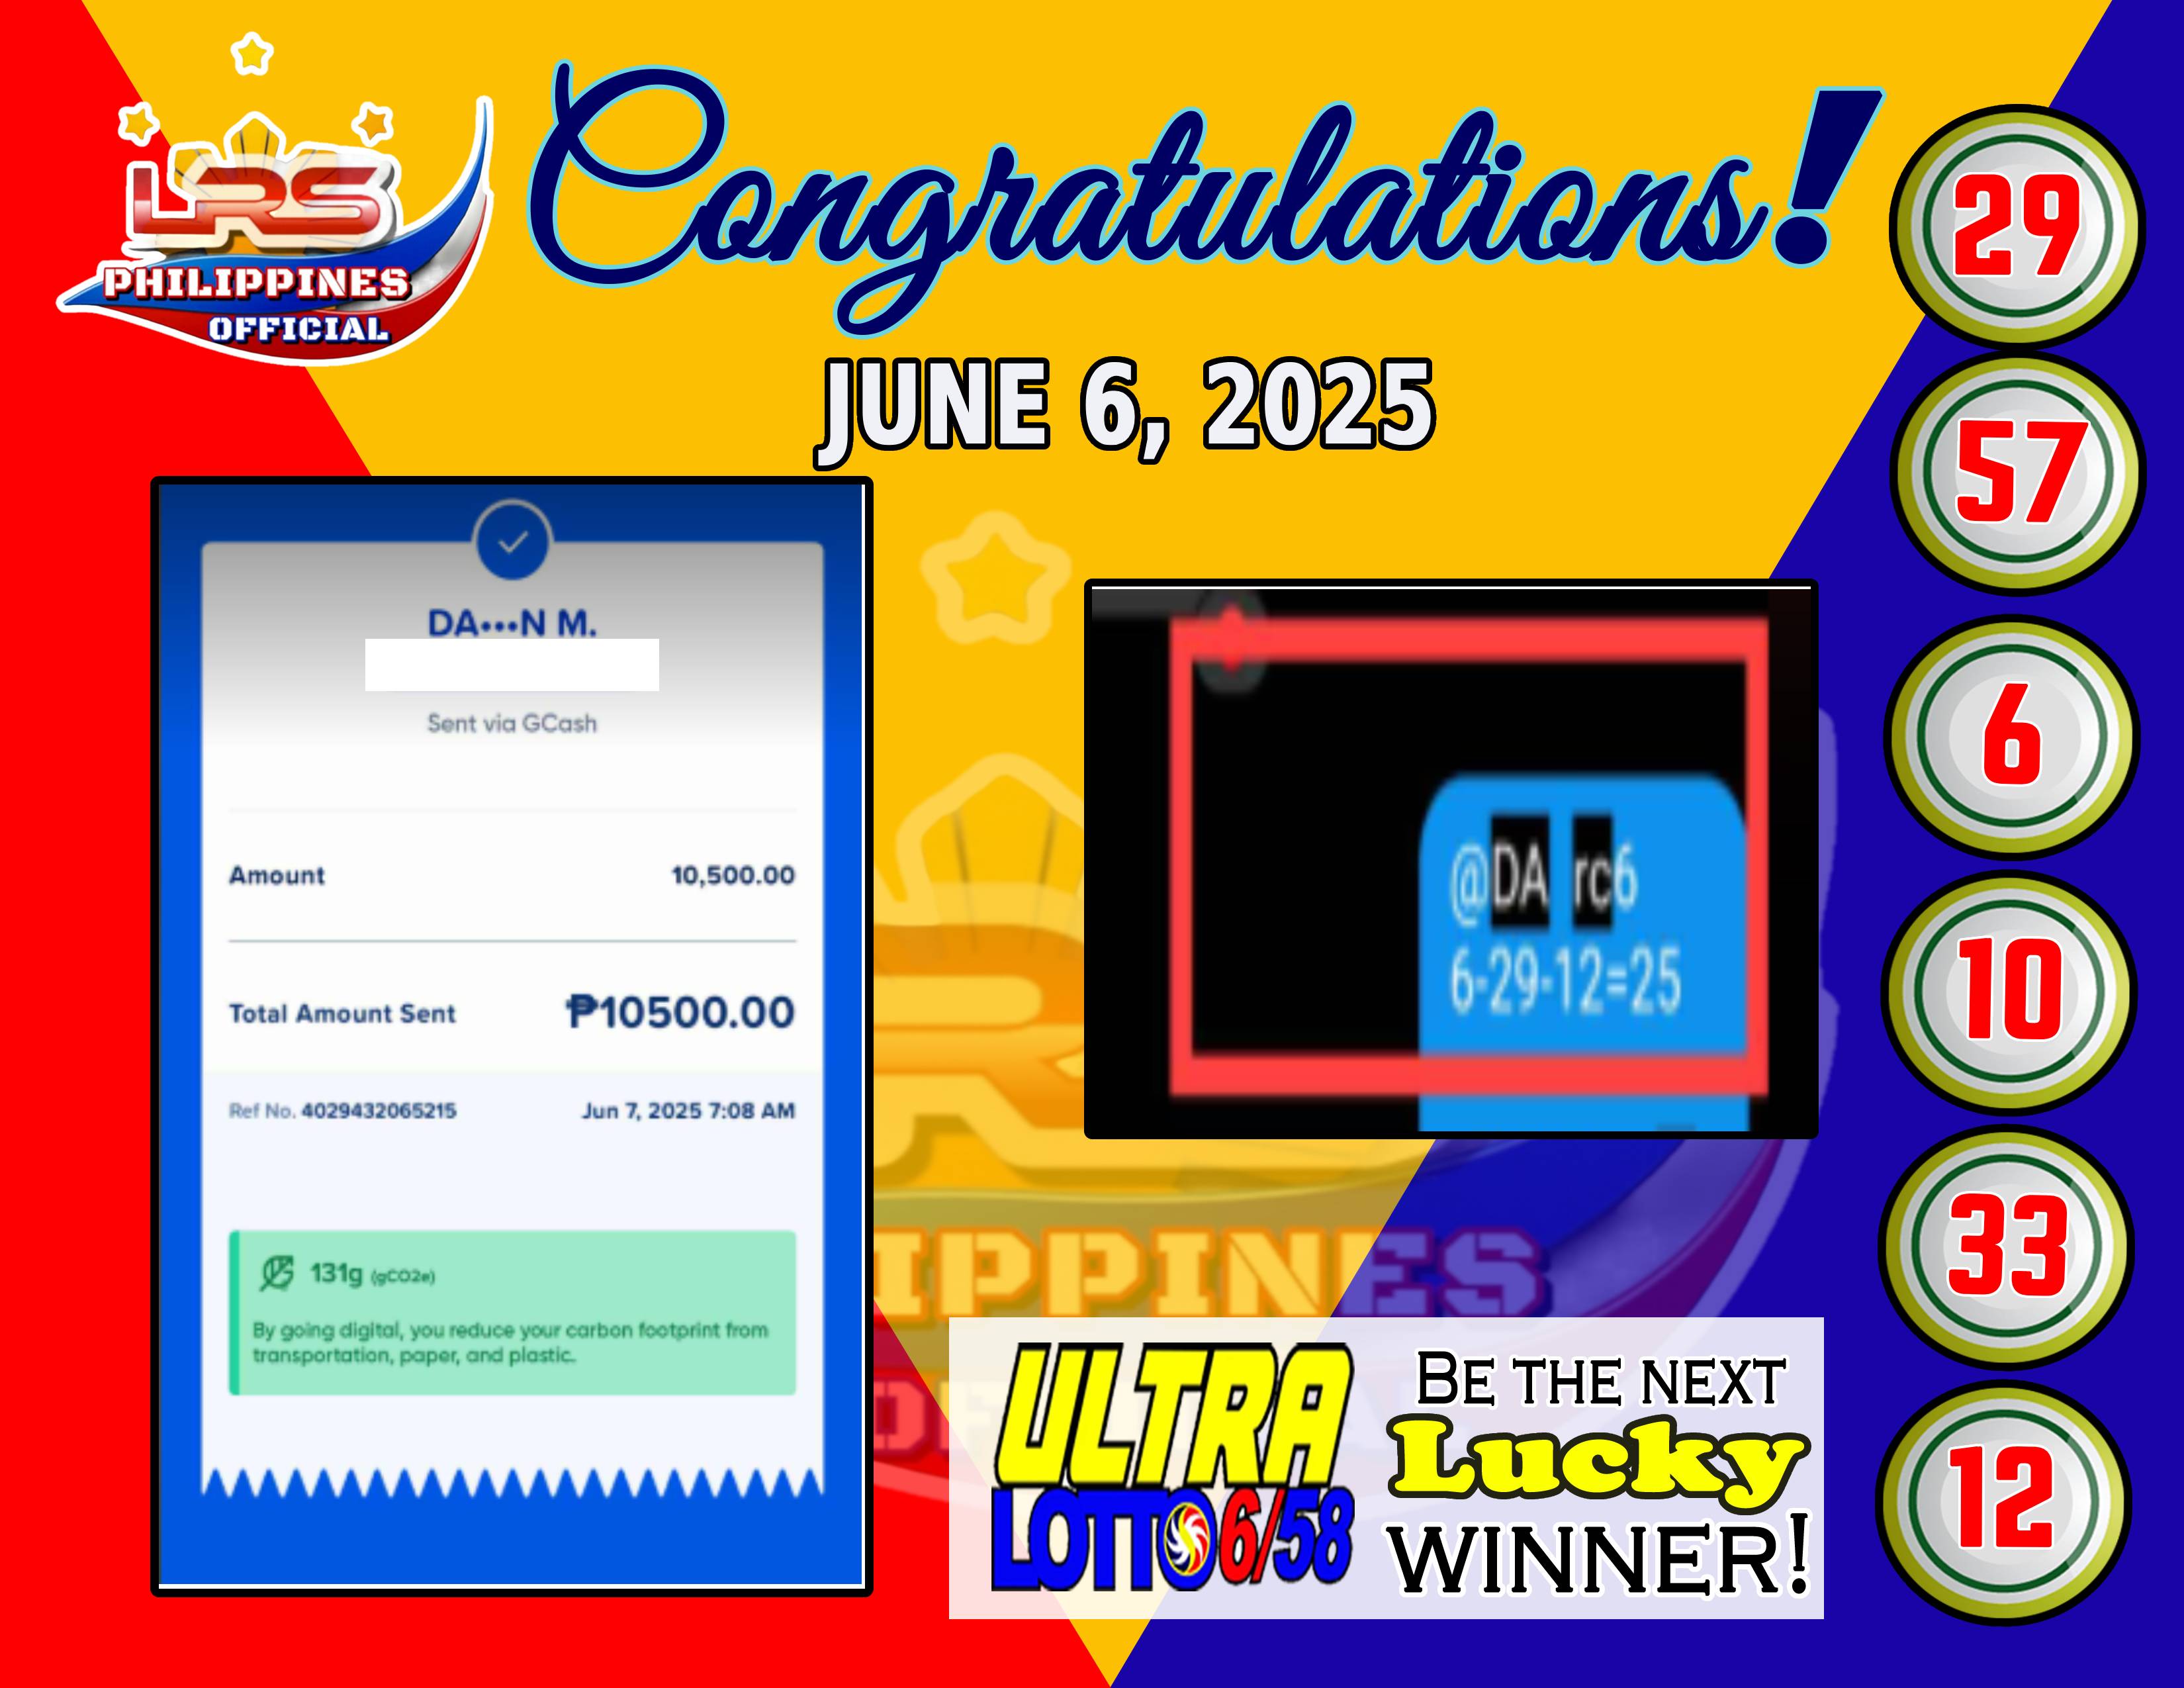 LRS
PHILIPPINES
OFFICIAL
Congratulations!
JUNE 6, 2025
DA•••N M.
Sent via GCash
Amount 10,500.00
Total Amount Sent ₱10500.00
Ref No. 4029432065215 Jun 7, 2025 7:08 AM
131g (gCO2e)
By going digital, you reduce your carbon footprint from
transportation, paper, and plastic.
@DA rc6
6-29-12=25
ULTRA
LOTTO 6/58
BE THE NEXT
Lucky
WINNER!
29
57
6
10
33
12